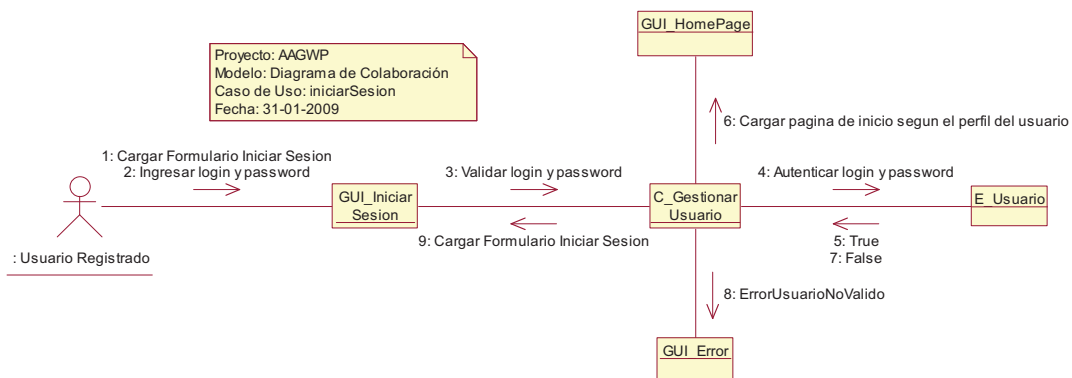 GUI_HomePage
Proyecto: AAGWP
Modelo: Diagrama de Colaboración
Caso de Uso: iniciarSesion
Fecha: 31-01-2009
6: Cargar pagina de inicio segun el perfil del usuario
1: Cargar Formulario Iniciar Sesion
2: Ingresar login y password
3: Validar login y password
4: Autenticar login y password
GUI_Iniciar
Sesion
C_Gestionar
Usuario
E_Usuario
9: Cargar Formulario Iniciar Sesion
5: True
7: False
: Usuario Registrado
8: ErrorUsuarioNoValido
GUI_Error